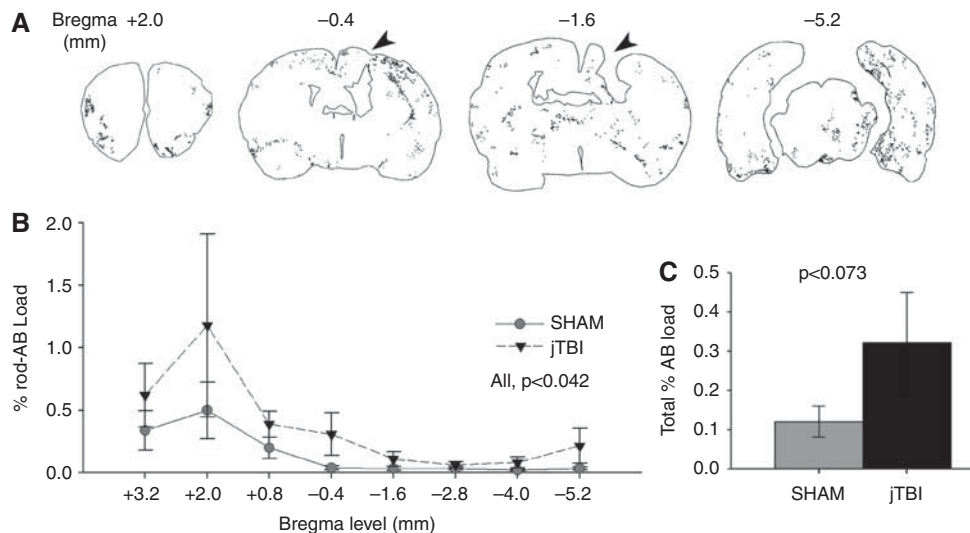 A
Bregma +2.0
(mm)
−0.4
−1.6
−5.2
B
2.0
1.5
1.0
0.5
0.0
% rod-AB Load
SHAM
jTBI
All, p<0.042
+3.2 +2.0 +0.8 −0.4 −1.6 −2.8 −4.0 −5.2
Bregma level (mm)
C
p<0.073
0.5
0.4
0.3
0.2
0.1
0.0
Total % AB load
SHAM jTBI